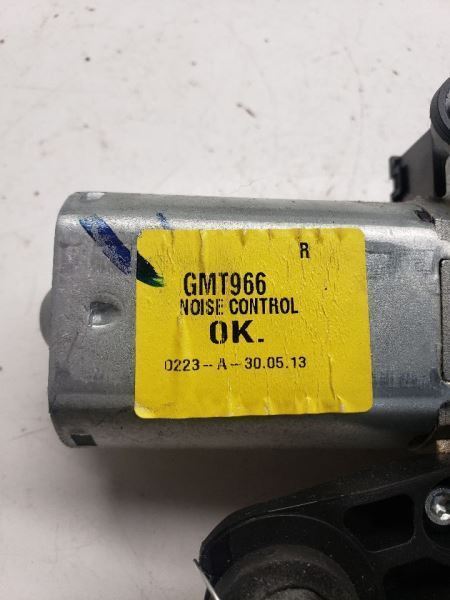 R
GMT966
NOISE CONTROL
OK.
0223-A-30.05.13